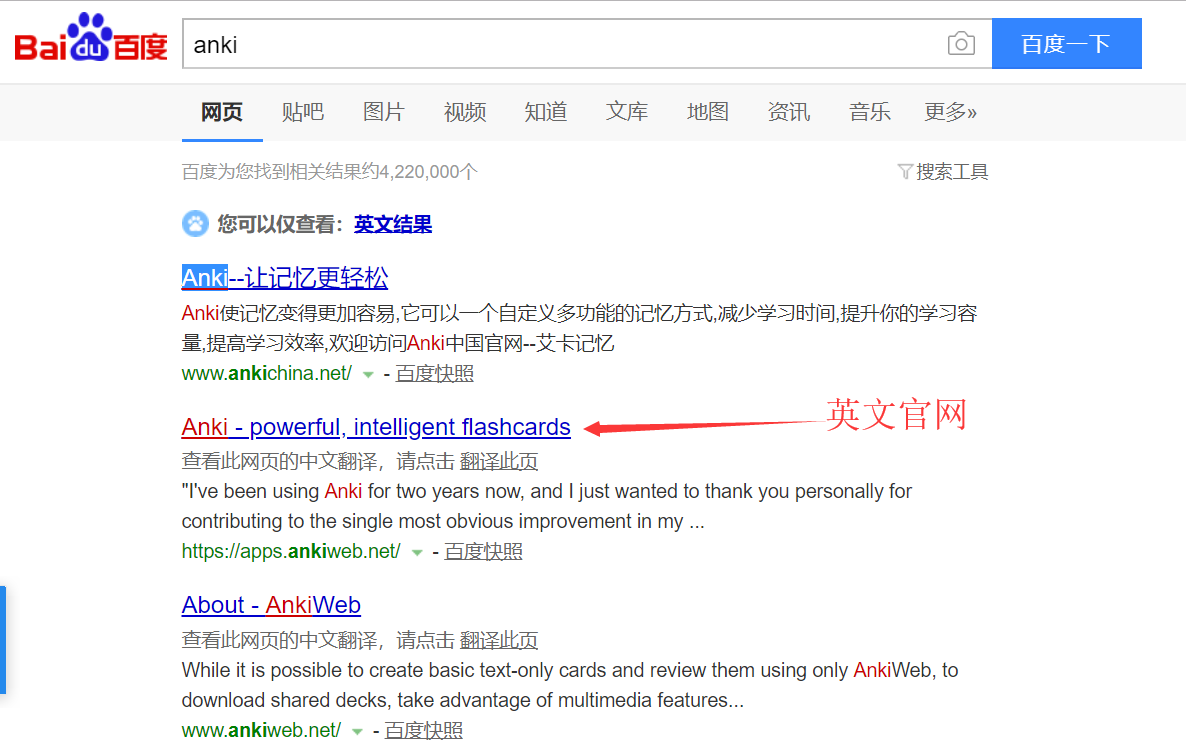 Bai du 百度 anki 百度一下
网页 贴吧 图片 视频 知道 文库 地图 资讯 音乐 更多»
百度为您找到相关结果约4,220,000个 搜索工具
您可以仅查看：英文结果
Anki--让记忆更轻松
Anki使记忆变得更加容易,它可以一个自定义多功能的记忆方式,减少学习时间,提升你的学习容
量,提高学习效率,欢迎访问Anki中国官网--艾卡记忆
www.ankichina.net/ - 百度快照
Anki - powerful, intelligent flashcards 英文官网
查看此网页的中文翻译，请点击 翻译此页
"I've been using Anki for two years now, and I just wanted to thank you personally for
contributing to the single most obvious improvement in my ...
https://apps.ankiweb.net/ - 百度快照
About - AnkiWeb
查看此网页的中文翻译，请点击 翻译此页
While it is possible to create basic text-only cards and review them using only AnkiWeb, to
download shared decks, take advantage of multimedia features...
www.ankiweb.net/ - 百度快照